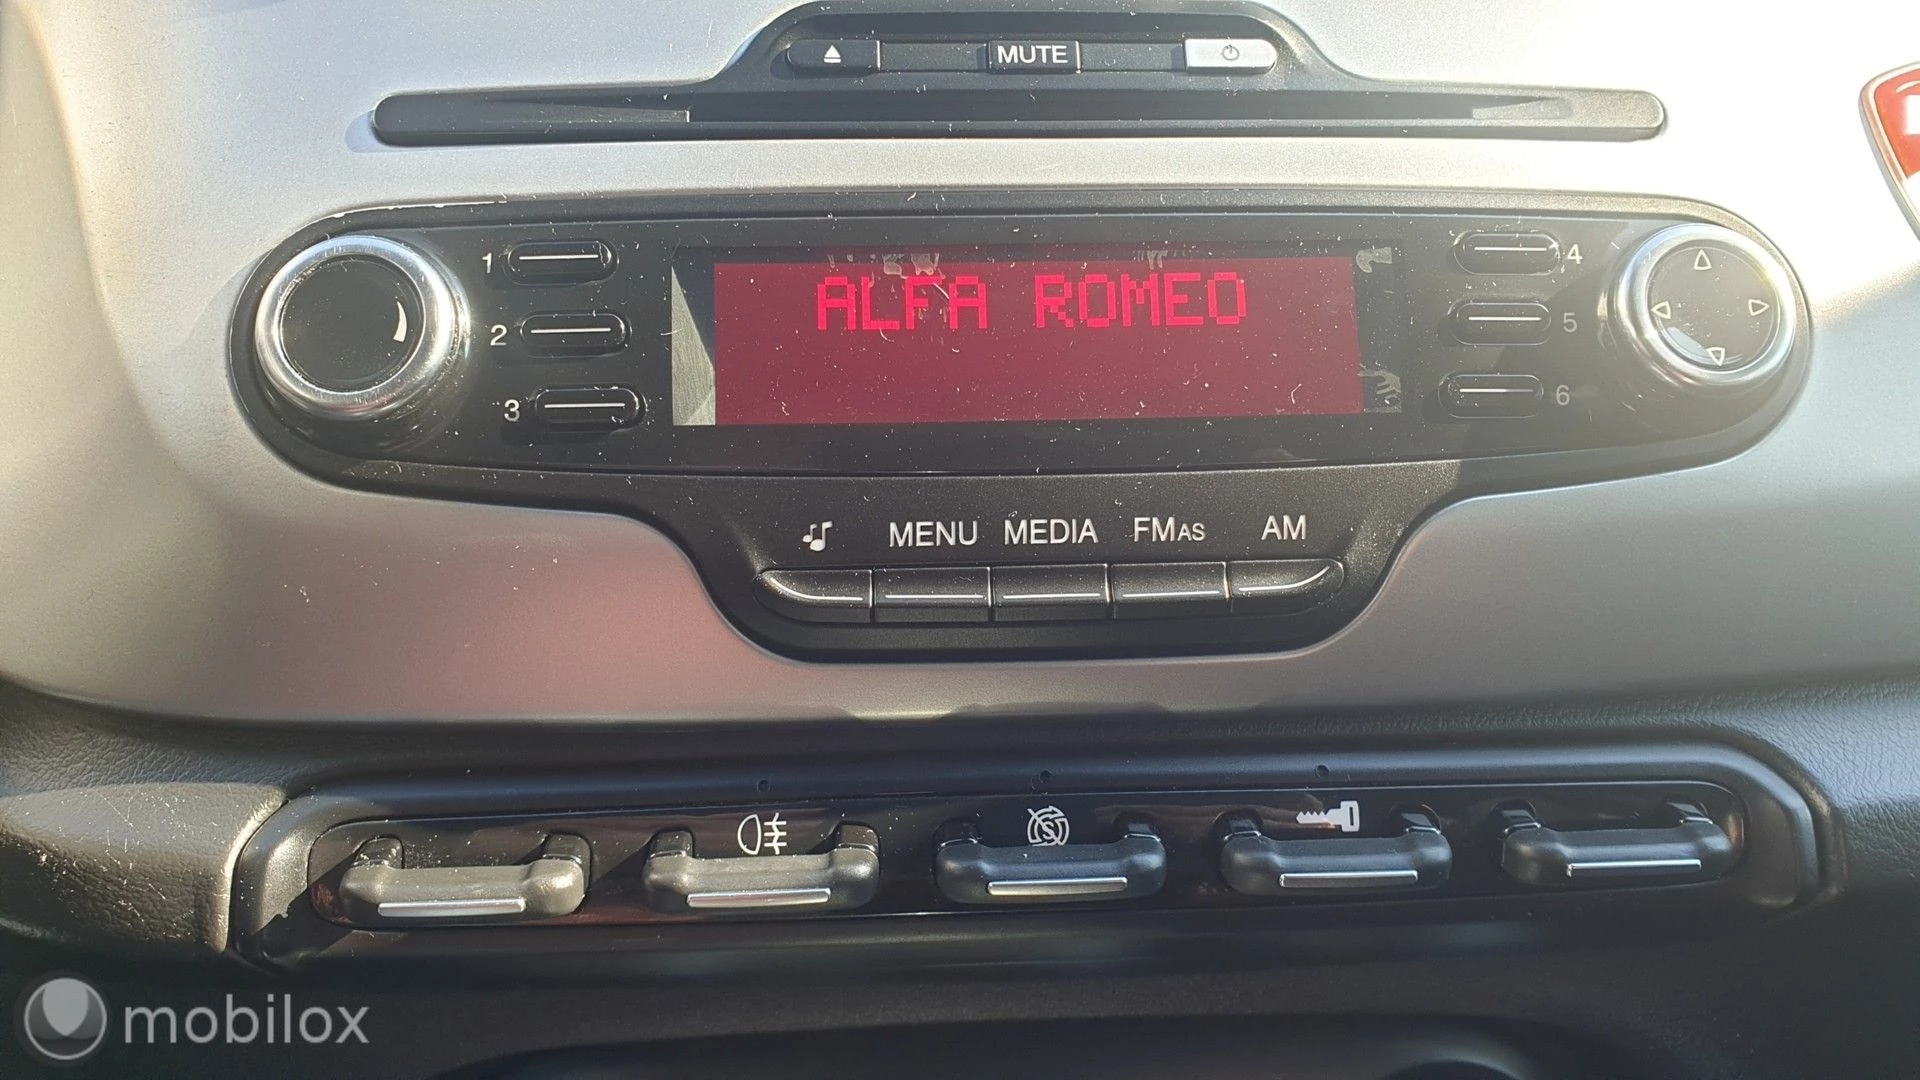 MUTE
ALFA ROMEO
1
2
3
4
5
6
MENU MEDIA FMAS AM
S
mobilox